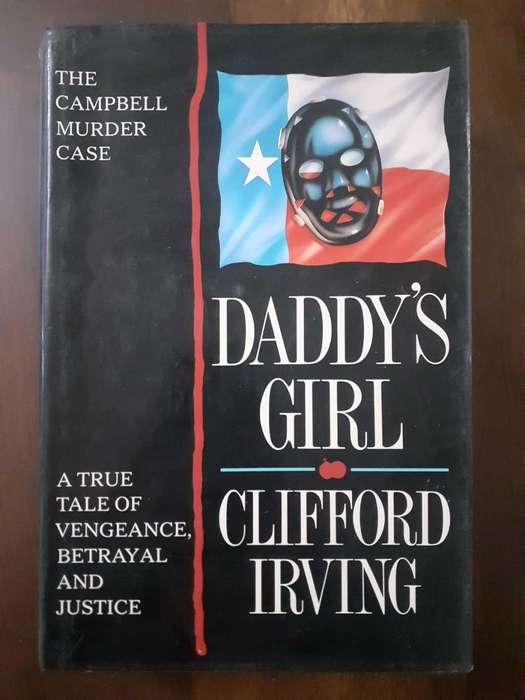 THE
CAMPBELL
MURDER
CASE
DADDY'S
GIRL
CLIFFORD
IRVING
A TRUE
TALE OF
VENGEANCE,
BETRAYAL
AND
JUSTICE